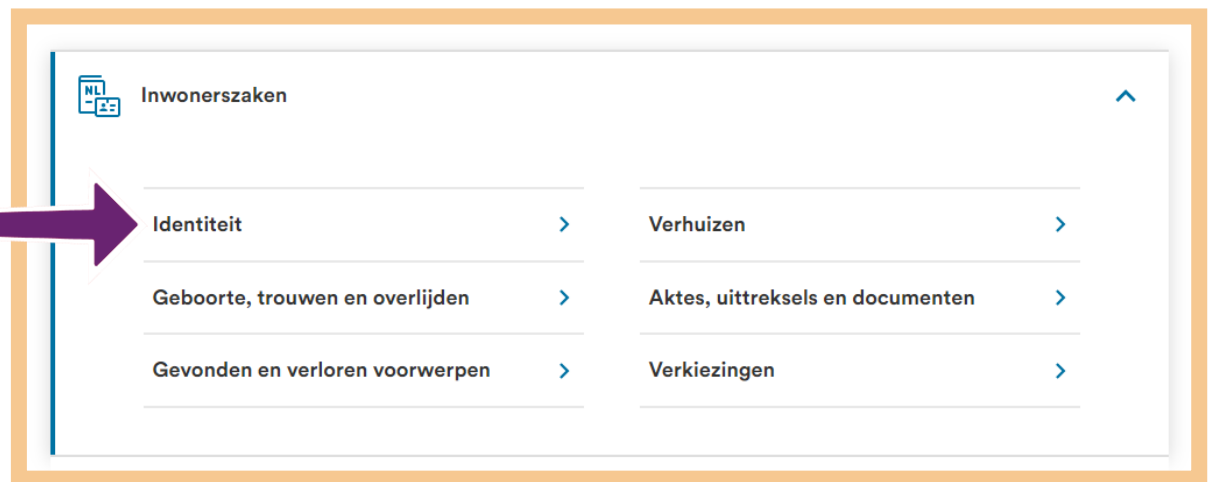 NL
Inwonerszaken
Identiteit
Verhuizen
Geboorte, trouwen en overlijden
Aktes, uittreksels en documenten
Gevonden en verloren voorwerpen
Verkiezingen